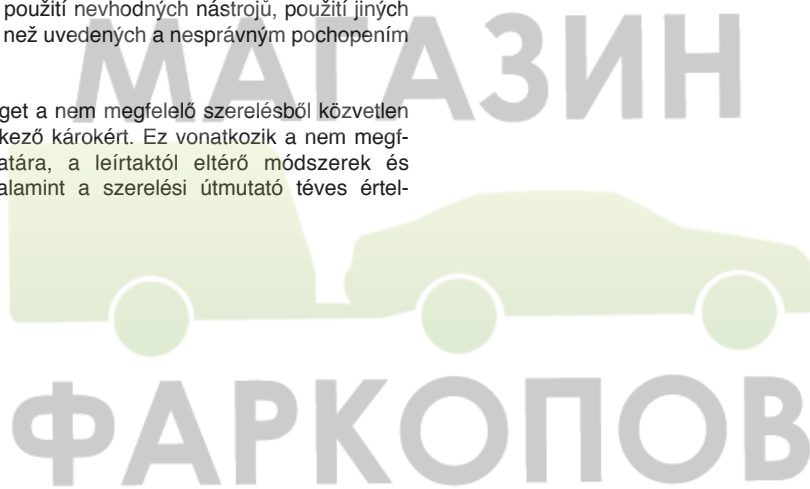 použití nevhodných nástrojů, použití jiných
než uvedených a nesprávným pochopením
МАГАЗИН
get a nem megfelelő szerelésből közvetlen
kező károkért. Ez vonatkozik a nem megf-
atára, a leírtaktól eltérő módszerek és
alamint a szerelési útmutató téves értel-
ФАРКОПОВ